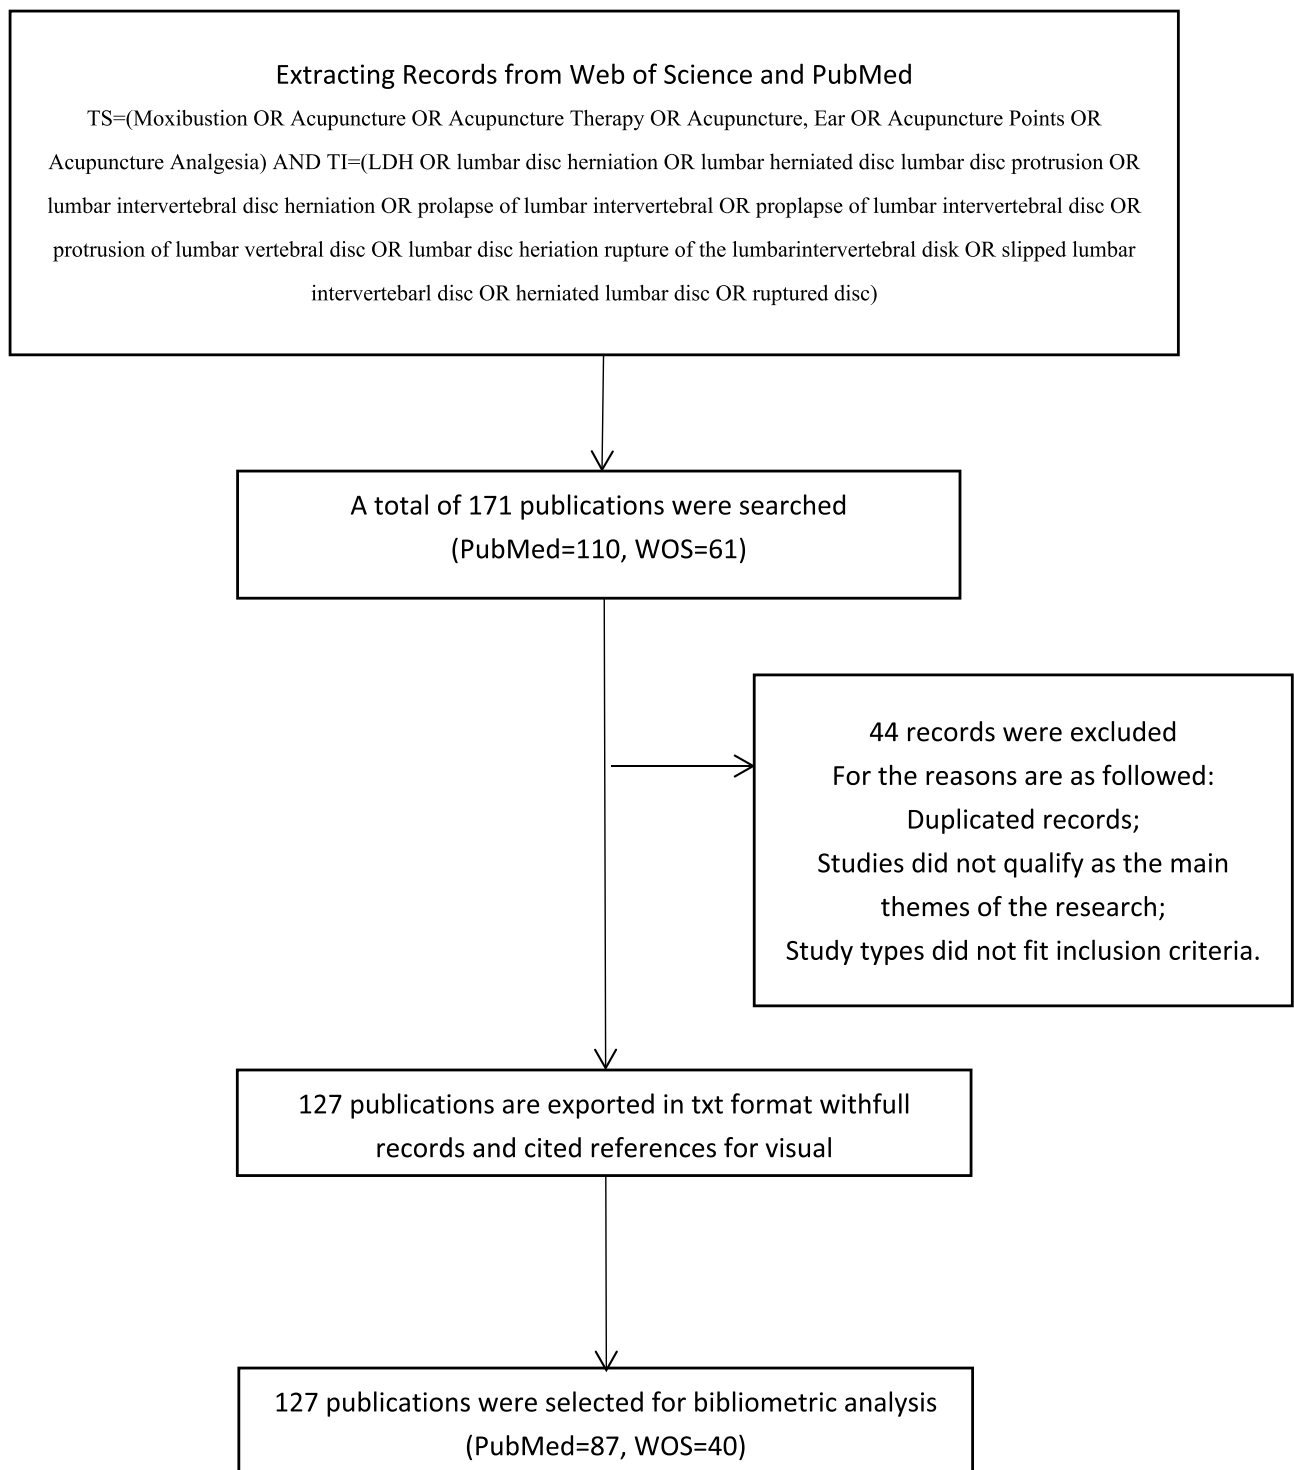 Extracting Records from Web of Science and PubMed
TS=(Moxibustion OR Acupuncture OR Acupuncture Therapy OR Acupuncture, Ear OR Acupuncture Points OR
Acupuncture Analgesia) AND TI=(LDH OR lumbar disc herniation OR lumbar herniated disc lumbar disc protrusion OR
lumbar intervertebral disc herniation OR prolapse of lumbar intervertebral OR proplapse of lumbar intervertebral disc OR
protrusion of lumbar vertebral disc OR lumbar disc heriation rupture of the lumbarintervertebral disk OR slipped lumbar
intervertebarl disc OR herniated lumbar disc OR ruptured disc)
A total of 171 publications were searched
(PubMed=110, WOS=61)
44 records were excluded
For the reasons are as followed:
Duplicated records;
Studies did not qualify as the main
themes of the research;
Study types did not fit inclusion criteria.
127 publications are exported in txt format withfull
records and cited references for visual
127 publications were selected for bibliometric analysis
(PubMed=87, WOS=40)